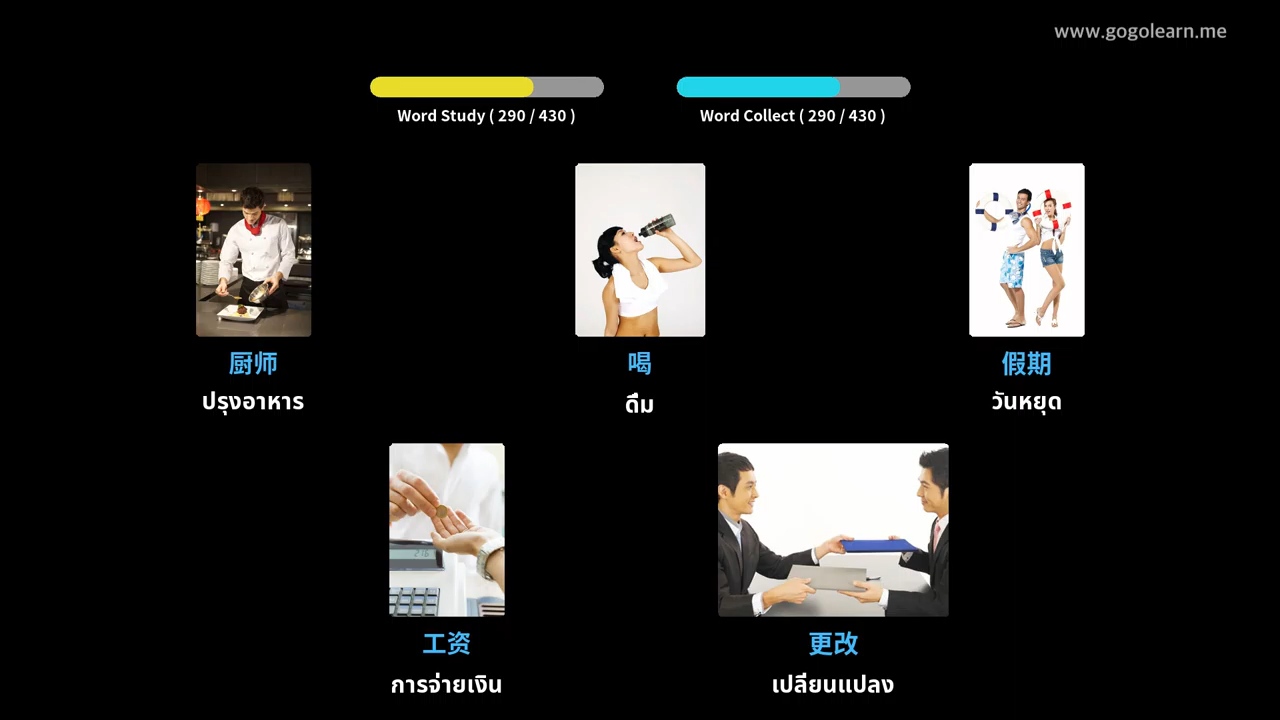 www.gogolearn.me
Word Study ( 290 / 430 )
Word Collect ( 290 / 430 )
厨师
喝
假期
ปรุงอาหาร
ดื่ม
วันหยุด
工资
更改
การจ่ายเงิน
เปลี่ยนแปลง